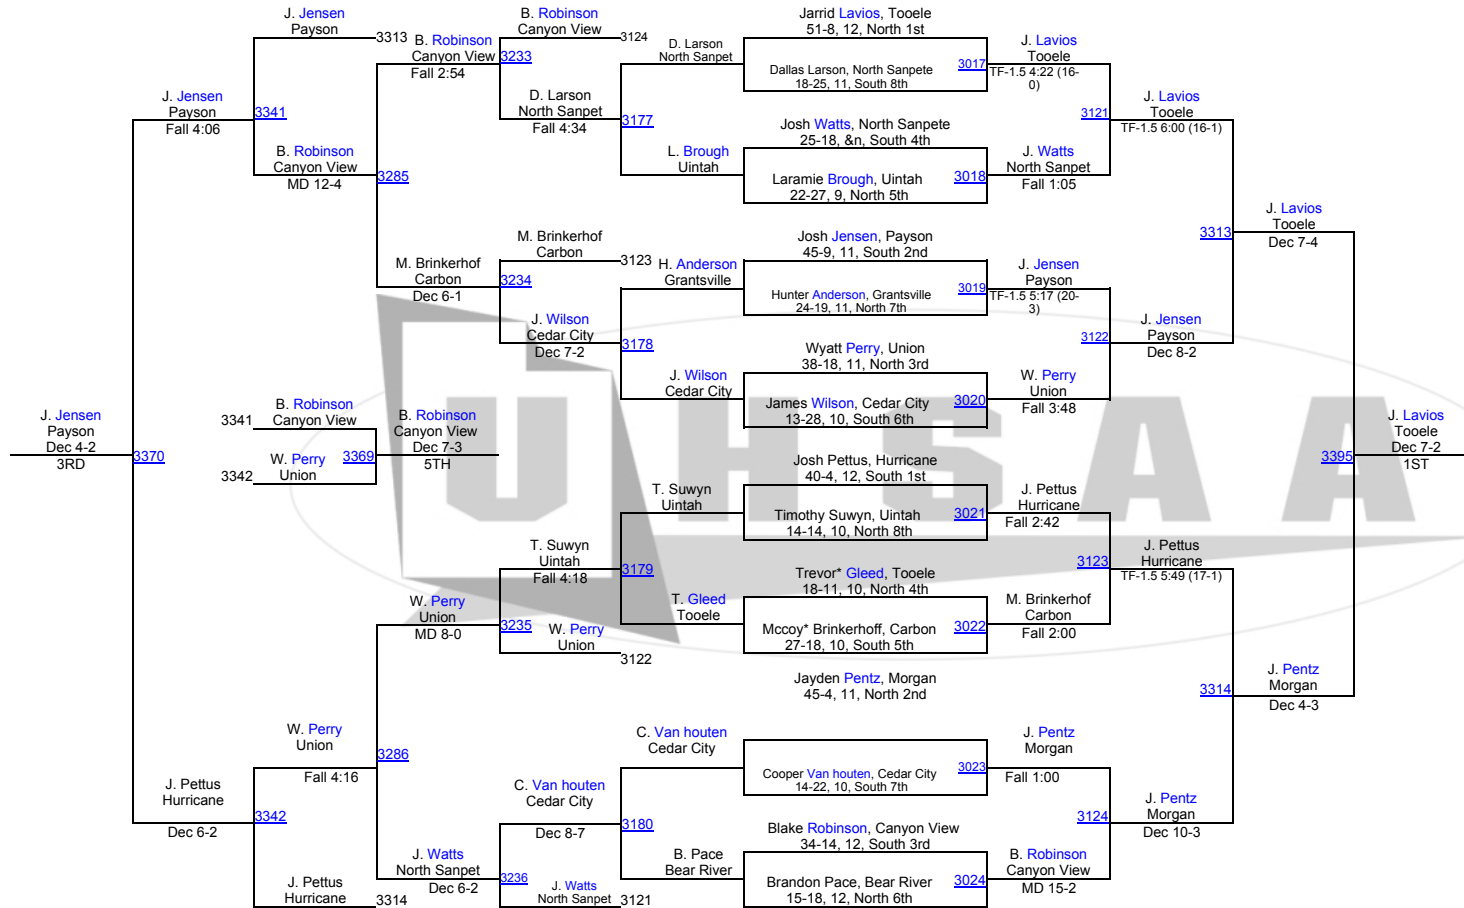 J. Jensen
Payson
3313
B. Robinson
Canyon View
Fall 2:54
3233
B. Robinson
Canyon View
3124
D. Larson
North Sanpet
Fall 4:34
3177
D. Larson
North Sanpet
L. Brough
Uintah
Jarrid Lavios, Tooele
51-8, 12, North 1st
Dallas Larson, North Sanpete
18-25, 11, South 8th
3017
J. Lavios
Tooele
TF-1.5 4:22 (16-
0)
Josh Watts, North Sanpete
25-18, &n, South 4th
Laramie Brough, Uintah
22-27, 9, North 5th
3018
J. Watts
North Sanpet
Fall 1:05
3121
J. Lavios
Tooele
TF-1.5 6:00 (16-1)
J. Jensen
Payson
Fall 4:06
3341
B. Robinson
Canyon View
MD 12-4
3285
M. Brinkerhof
Carbon
Dec 6-1
3234
M. Brinkerhof
Carbon
3123
J. Wilson
Cedar City
Dec 7-2
3178
H. Anderson
Grantsville
J. Wilson
Cedar City
Josh Jensen, Payson
45-9, 11, South 2nd
Hunter Anderson, Grantsville
24-19, 11, North 7th
3019
J. Jensen
Payson
TF-1.5 5:17 (20-
3)
Wyatt Perry, Union
38-18, 11, North 3rd
James Wilson, Cedar City
13-28, 10, South 6th
3020
W. Perry
Union
Fall 3:48
3122
J. Jensen
Payson
Dec 8-2
3313
J. Lavios
Tooele
Dec 7-4
J. Jensen
Payson
Dec 4-2
3RD
3370
3341
B. Robinson
Canyon View
3342
W. Perry
Union
3369
B. Robinson
Canyon View
Dec 7-3
5TH
UHSAA
3395
J. Lavios
Tooele
Dec 7-2
1ST
Josh Pettus, Hurricane
40-4, 12, South 1st
T. Suwyn
Uintah
Timothy Suwyn, Uintah
14-14, 10, North 8th
3021
J. Pettus
Hurricane
Fall 2:42
T. Suwyn
Uintah
Fall 4:18
3179
Trevor* Gleed, Tooele
18-11, 10, North 4th
T. Gleed
Tooele
Mccoy* Brinkerhoff, Carbon
27-18, 10, South 5th
3022
M. Brinkerhof
Carbon
Fall 2:00
3123
J. Pettus
Hurricane
TF-1.5 5:49 (17-1)
W. Perry
Union
MD 8-0
3235
W. Perry
Union
3122
Jayden Pentz, Morgan
45-4, 11, North 2nd
3314
J. Pentz
Morgan
Dec 4-3
W. Perry
Union
Fall 4:16
3286
C. Van houten
Cedar City
Cooper Van houten, Cedar City
14-22, 10, South 7th
3023
J. Pentz
Morgan
Fall 1:00
J. Pettus
Hurricane
Dec 6-2
3342
C. Van houten
Cedar City
Dec 8-7
3180
Blake Robinson, Canyon View
34-14, 12, South 3rd
3124
J. Pentz
Morgan
Dec 10-3
J. Watts
North Sanpet
Dec 6-2
3236
B. Pace
Bear River
Brandon Pace, Bear River
15-18, 12, North 6th
3024
B. Robinson
Canyon View
MD 15-2
J. Pettus
Hurricane
3314
J. Watts
North Sanpet
3121